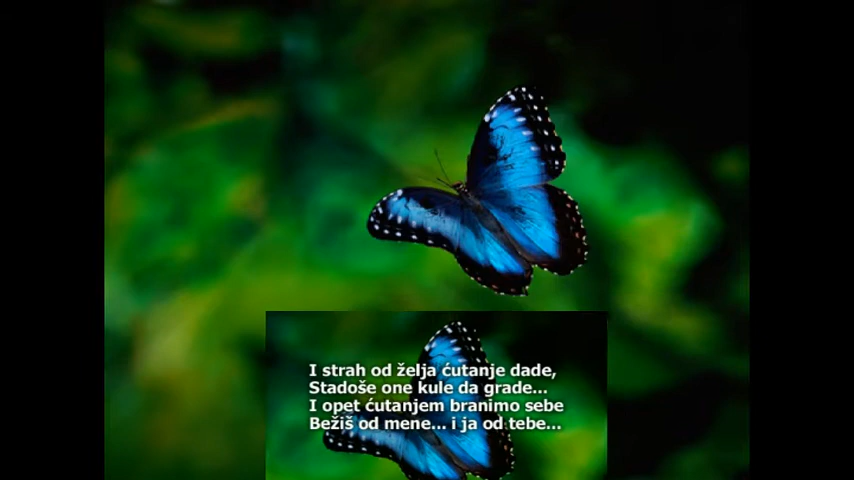 I strah od želja ćutanje dade,
Stadoše one kule da grade...
I opet ćutanjem branimo sebe
Bežiš od mene... i ja od tebe...